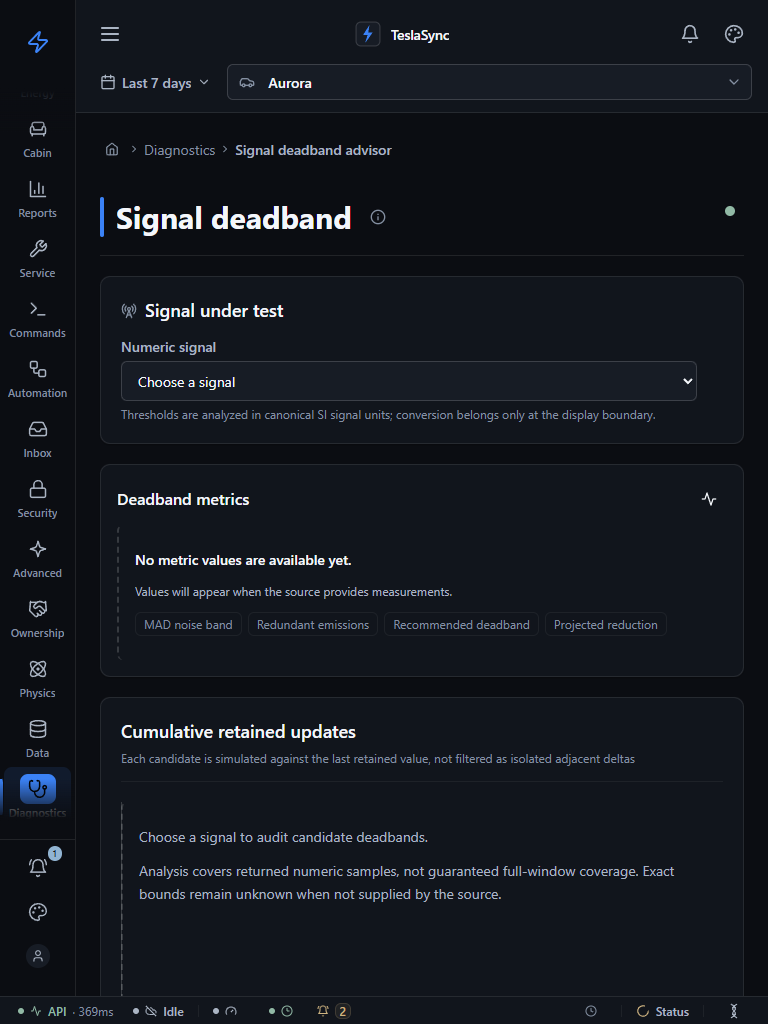 TeslaSync
Last 7 days
Aurora
Energy
Cabin
Reports
Service
Commands
Automation
Inbox
Security
Advanced
Ownership
Physics
Data
Diagnostics
1
Diagnostics
Signal deadband advisor
Signal deadband
Signal under test
Numeric signal
Choose a signal
Thresholds are analyzed in canonical SI signal units; conversion belongs only at the display boundary.
Deadband metrics
No metric values are available yet.
Values will appear when the source provides measurements.
MAD noise band
Redundant emissions
Recommended deadband
Projected reduction
Cumulative retained updates
Each candidate is simulated against the last retained value, not filtered as isolated adjacent deltas
Choose a signal to audit candidate deadbands.
Analysis covers returned numeric samples, not guaranteed full-window coverage. Exact
bounds remain unknown when not supplied by the source.
API · 369ms
Idle
2
Status